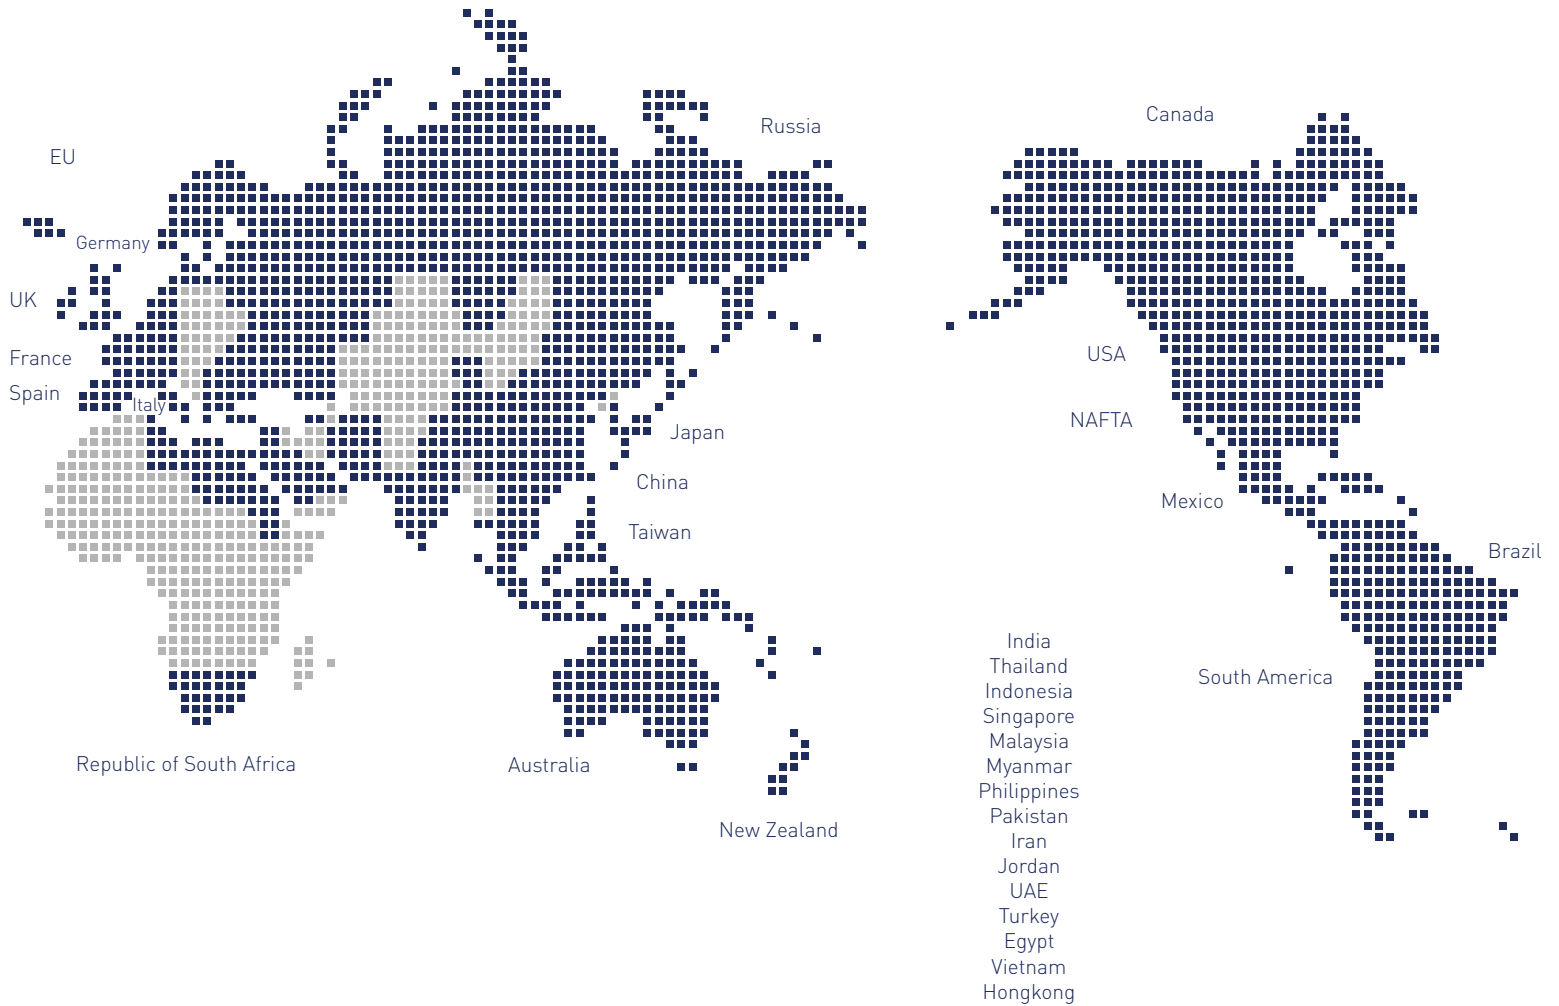 Canada
Russia
EU
Germany
UK
France
USA
Spain
Italy
NAFTA
Japan
China
Mexico
Taiwan
Brazil
India
Thailand
South America
Indonesia
Singapore
Malaysia
Republic of South Africa
Australia
Myanmar
Philippines
Pakistan
New Zealand
Iran
Jordan
UAE
Turkey
Egypt
Vietnam
Hongkong